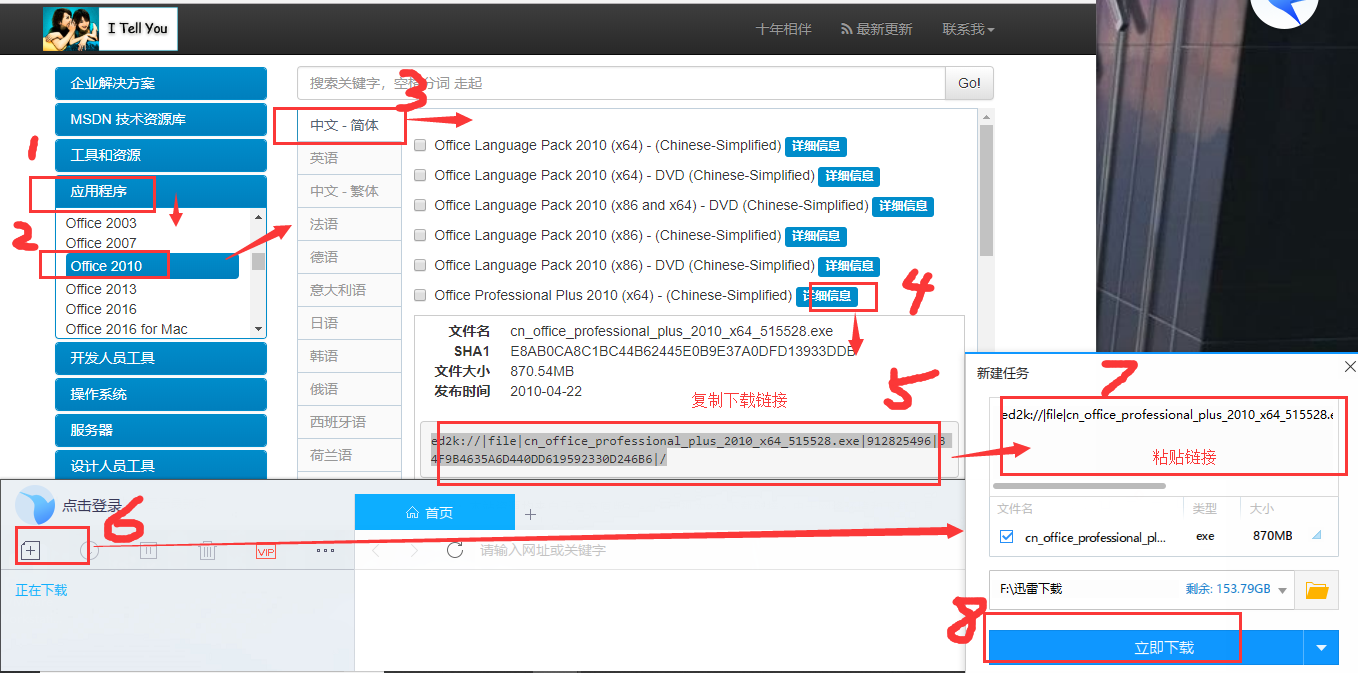 I Tell You
十年相伴 最新更新 联系我
企业解决方案
MSDN 技术资源库
工具和资源
应用程序
Office 2003
Office 2007
Office 2010
Office 2013
Office 2016
Office 2016 for Mac
开发人员工具
操作系统
服务器
设计人员工具
1
2
搜索关键字，空格分词 走起
Go!
3
中文 - 简体
英语
中文 - 繁体
法语
德语
意大利语
日语
韩语
俄语
西班牙语
荷兰语
Office Language Pack 2010 (x64) - (Chinese-Simplified) 详细信息
Office Language Pack 2010 (x64) - DVD (Chinese-Simplified) 详细信息
Office Language Pack 2010 (x86 and x64) - DVD (Chinese-Simplified) 详细信息
Office Language Pack 2010 (x86) - (Chinese-Simplified) 详细信息
Office Language Pack 2010 (x86) - DVD (Chinese-Simplified) 详细信息
Office Professional Plus 2010 (x64) - (Chinese-Simplified) 详细信息
4
文件名 cn_office_professional_plus_2010_x64_515528.exe
SHA1 E8AB0CA8C1BC44B62445E0B9E37A0DFD13933DDB
文件大小 870.54MB
发布时间 2010-04-22
复制下载链接
5
ed2k://|file|cn_office_professional_plus_2010_x64_515528.exe|912825496|8
4F9B4635A6D440DD619592330D246B6|/
点击登录
6
首页
VIP
请输入网址或关键字
正在下载
新建任务
7
ed2k://|file|cn_office_professional_plus_2010_x64_515528.e
粘贴链接
文件名 类型 大小
cn_office_professional_pl... exe 870MB
F:\迅雷下载 剩余: 153.79GB
8
立即下载